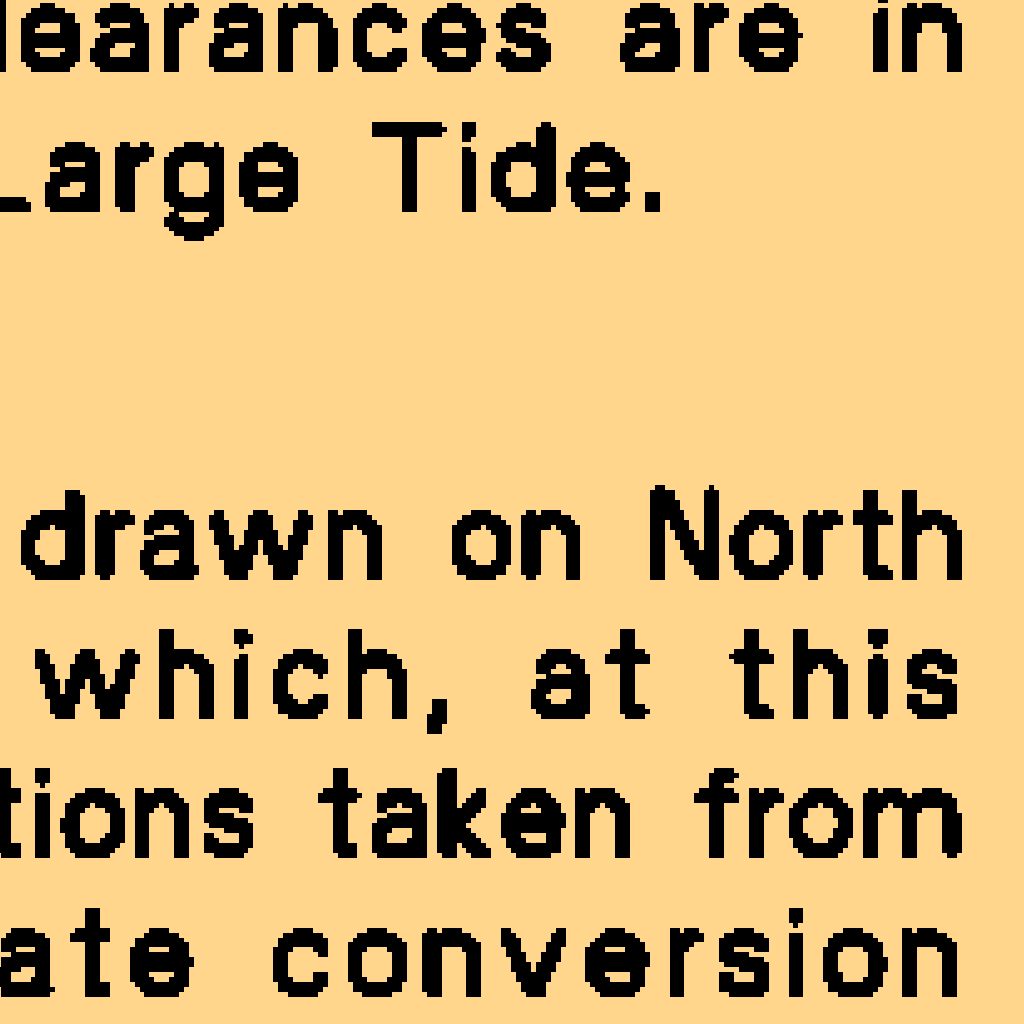 learances are in
Large Tide.
drawn on North
which, at this
tions taken from
ate conversion